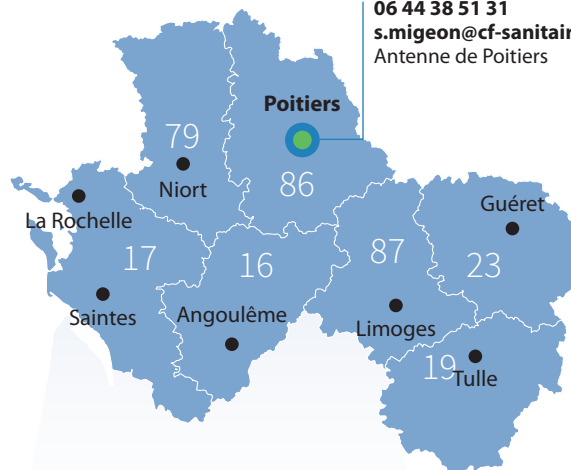 06 44 38 51 31
s.migeon@cf-sanitair
Antenne de Poitiers
Poitiers
79
Niort
86
La Rochelle
Guéret
17
16
87
23
Saintes
Angoulême
Limoges
19
Tulle